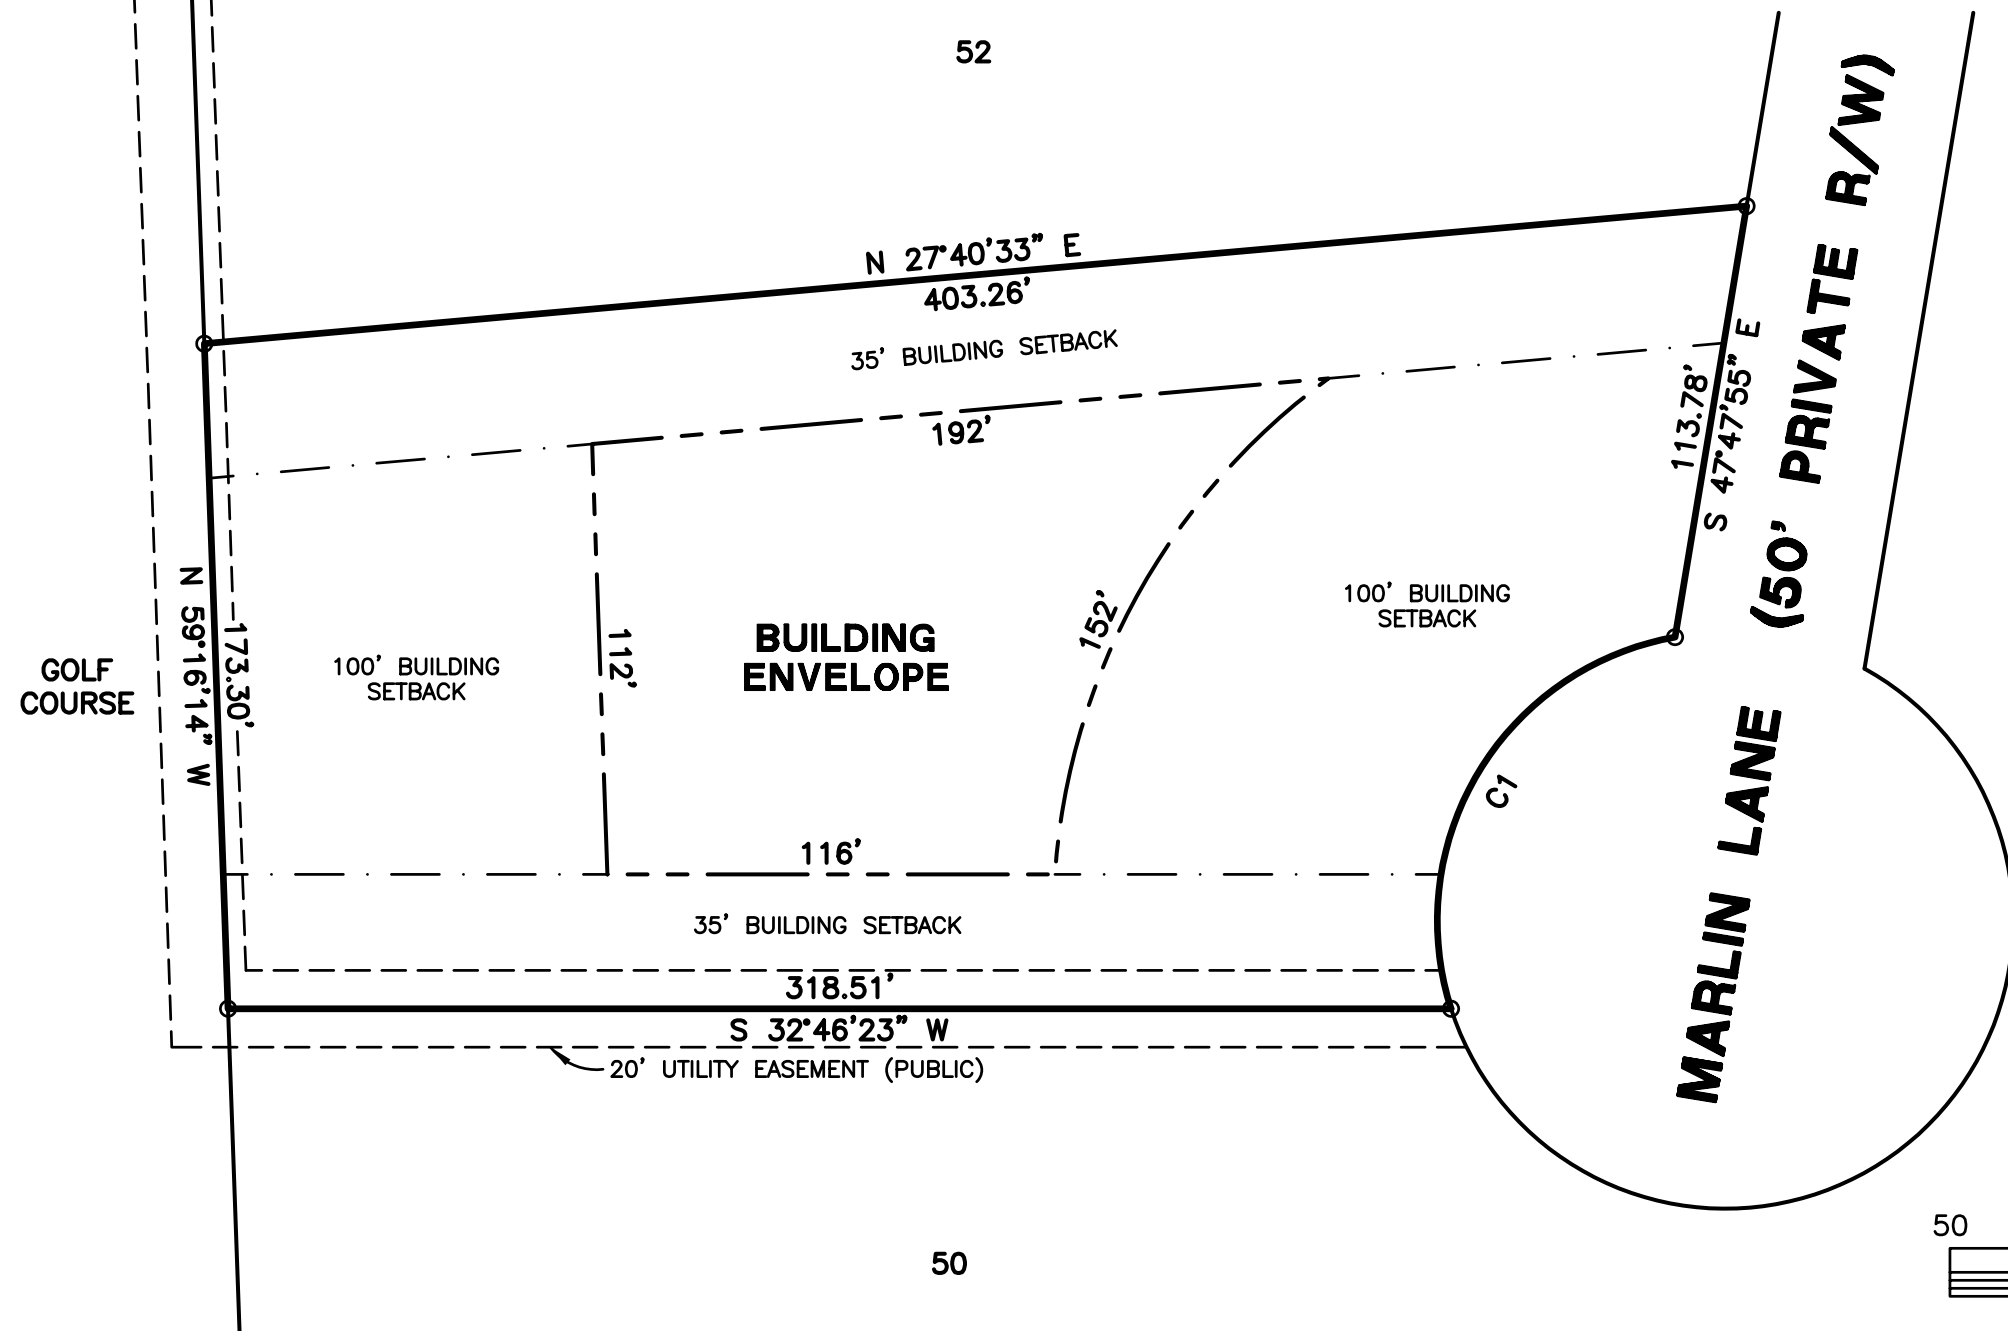 52
N 27°40'33" E
403.26'
35' BUILDING SETBACK
192'
113.78'
S 47°47'55" E
MARLIN LANE (50' PRIVATE R/W)
N 59°16'14" W
173.30'
GOLF
COURSE
100' BUILDING
SETBACK
112'
BUILDING
ENVELOPE
152'
100' BUILDING
SETBACK
C1
116'
35' BUILDING SETBACK
318.51'
S 32°46'23" W
20' UTILITY EASEMENT (PUBLIC)
50
50